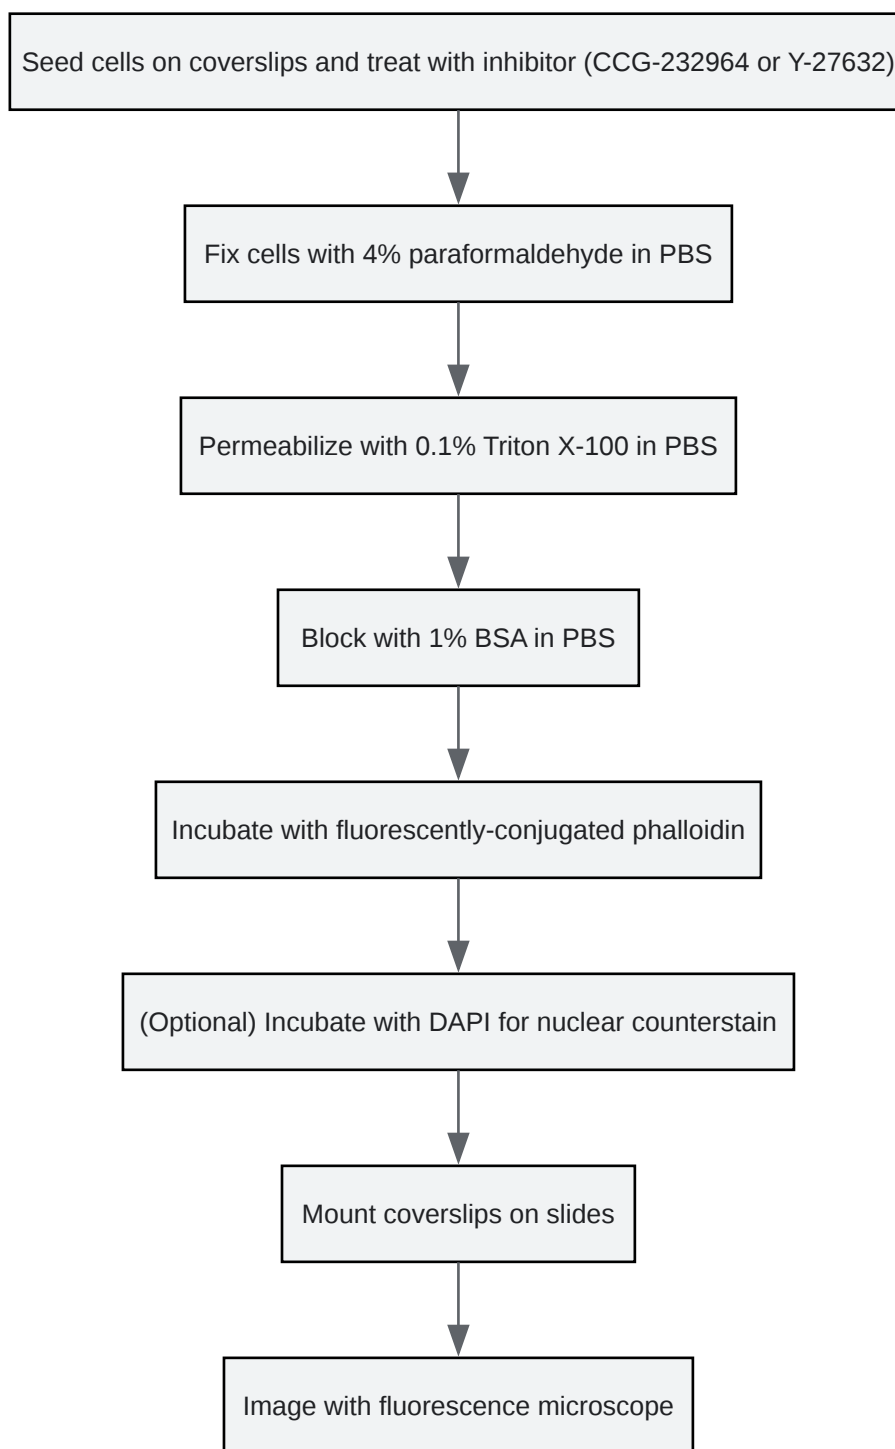 Seed cells on coverslips and treat with inhibitor (CCG-232964 or Y-27632)
Fix cells with 4% paraformaldehyde in PBS
Permeabilize with 0.1% Triton X-100 in PBS
Block with 1% BSA in PBS
Incubate with fluorescently-conjugated phalloidin
(Optional) Incubate with DAPI for nuclear counterstain
Mount coverslips on slides
Image with fluorescence microscope